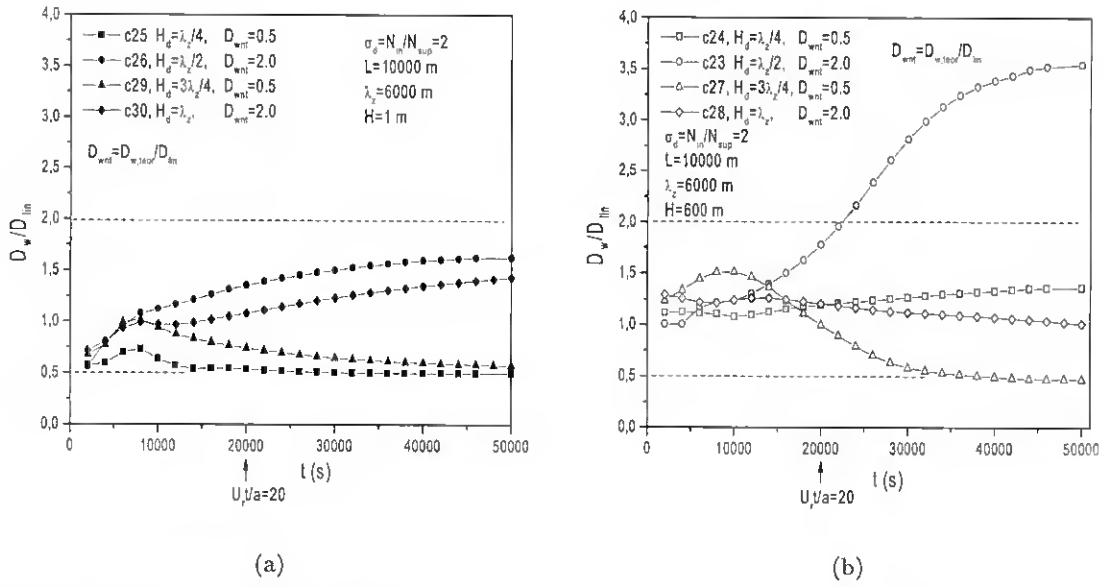 4,0
3,5
3,0
2,5
2,0
1,5
1,0
0,5
0,0
D_w/D_lin
c25 H_d=λ_z/4, D_wnt=0.5
c26, H_d=λ_z/2, D_wnt=2.0
c29, H_d=3λ_z/4, D_wnt=0.5
c30, H_d=λ_z, D_wnt=2.0
D_wnt=D_w,teor/D_lin
σ_d=N_in/N_sup=2
L=10000 m
λ_z=6000 m
H=1 m
0 10000 20000 30000 40000 50000
t (s)
U_rt/a=20
(a)
4,0
3,5
3,0
2,5
2,0
1,5
1,0
0,5
0,0
D_w/D_lin
c24, H_d=λ_z/4, D_wnt=0.5
c23, H_d=λ_z/2, D_wnt=2.0
c27, H_d=3λ_z/4, D_wnt=0.5
c28, H_d=λ_z, D_wnt=2.0
D_wnt=D_w,teor/D_lin
σ_d=N_in/N_sup=2
L=10000 m
λ_z=6000 m
H=600 m
0 10000 20000 30000 40000 50000
t (s)
U_rt/a=20
(b)